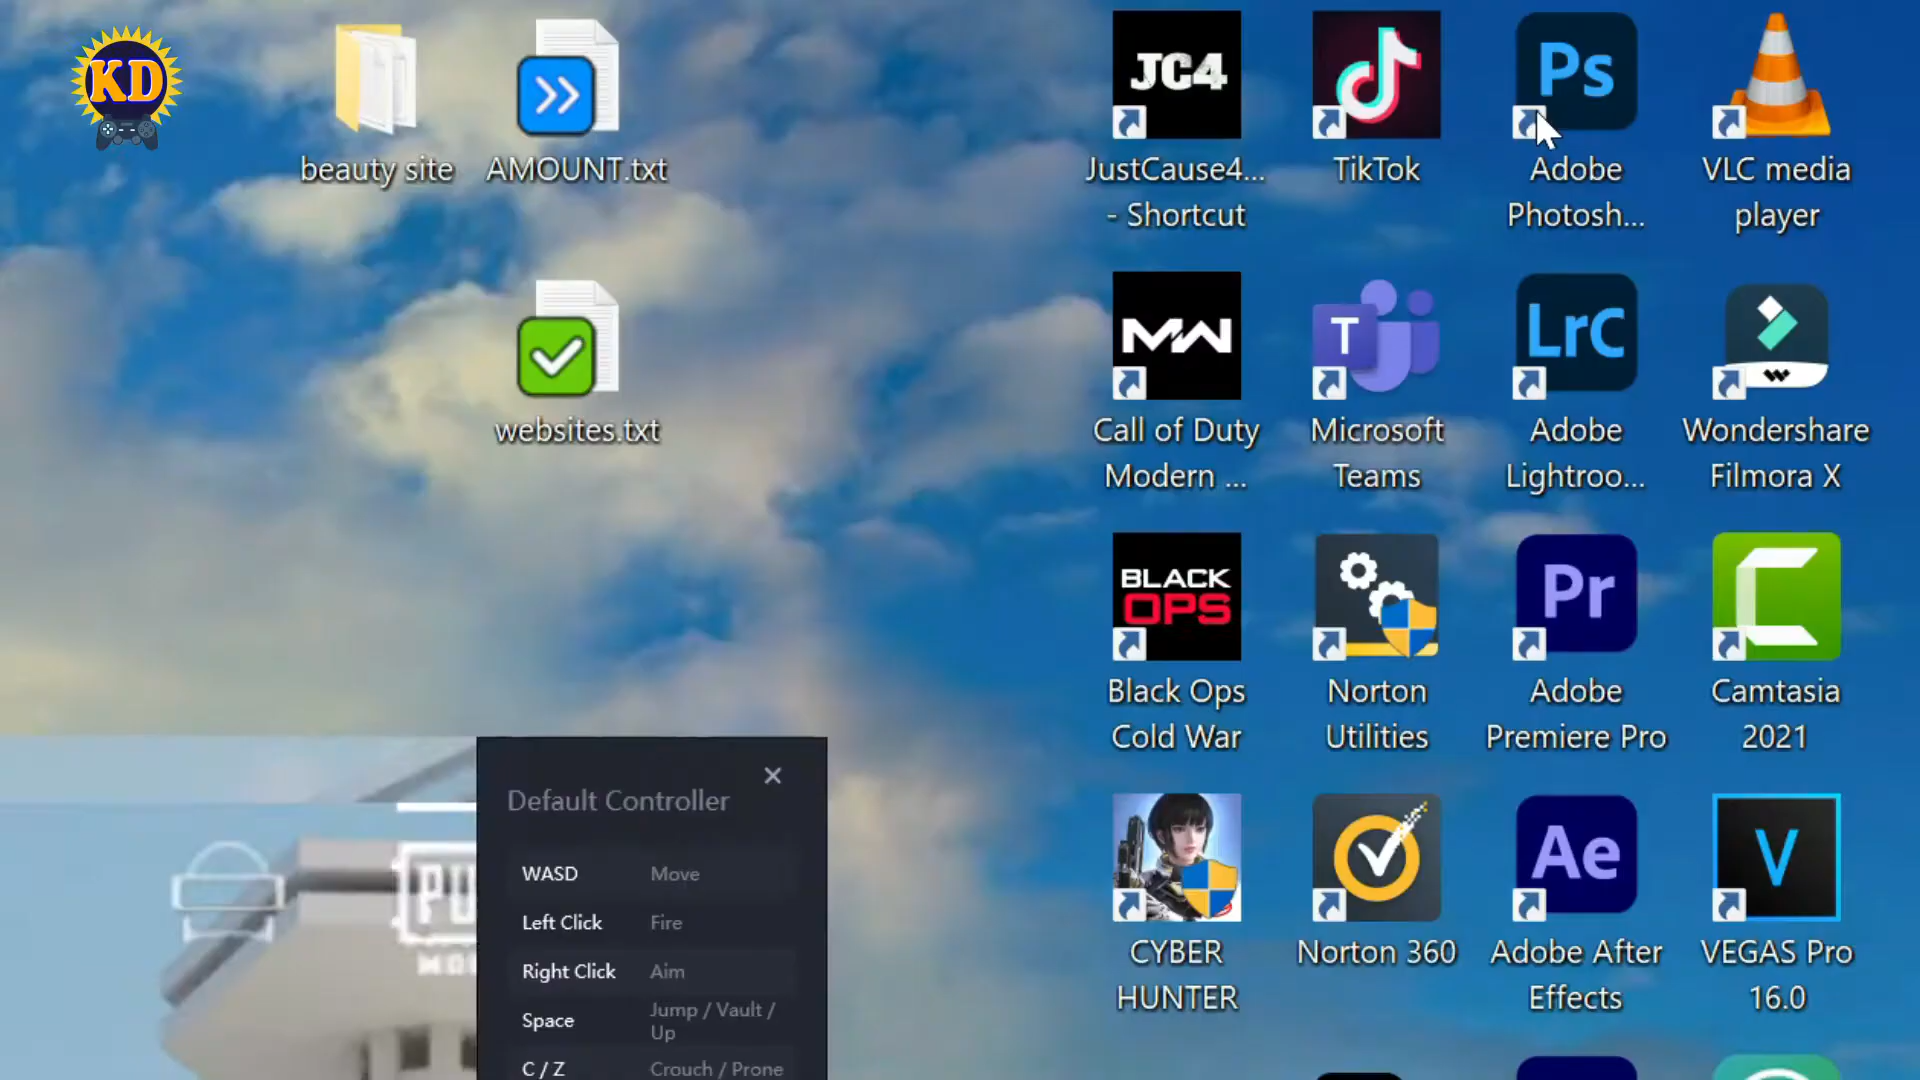 KD
beauty site
AMOUNT.txt
JC4
JustCause4...
- Shortcut
TikTok
Ps
Adobe
Photosh...
VLC media
player
websites.txt
MW
Call of Duty
Modern ...
T
Microsoft
Teams
LrC
Adobe
Lightroo...
Wondershare
Filmora X
BLACK
OPS
Black Ops
Cold War
Norton
Utilities
Pr
Adobe
Premiere Pro
C
Camtasia
2021
CYBER
HUNTER
Norton 360
Ae
Adobe After
Effects
V
VEGAS Pro
16.0
PU
MO
Default Controller
WASD Move
Left Click Fire
Right Click Aim
Space Jump / Vault /
Up
C / Z Crouch / Prone